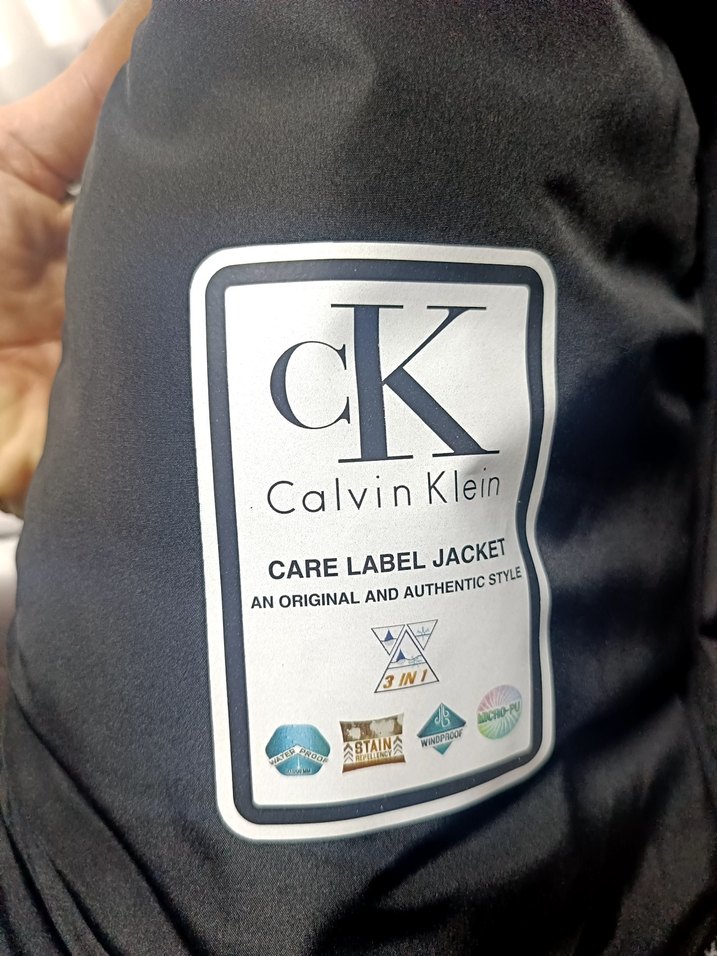 CK
Calvin Klein
CARE LABEL JACKET
AN ORIGINAL AND AUTHENTIC STYLE
3 IN 1
WATER PROOF
STAIN
REPELLENCY
WINDPROOF
MICRO-PU